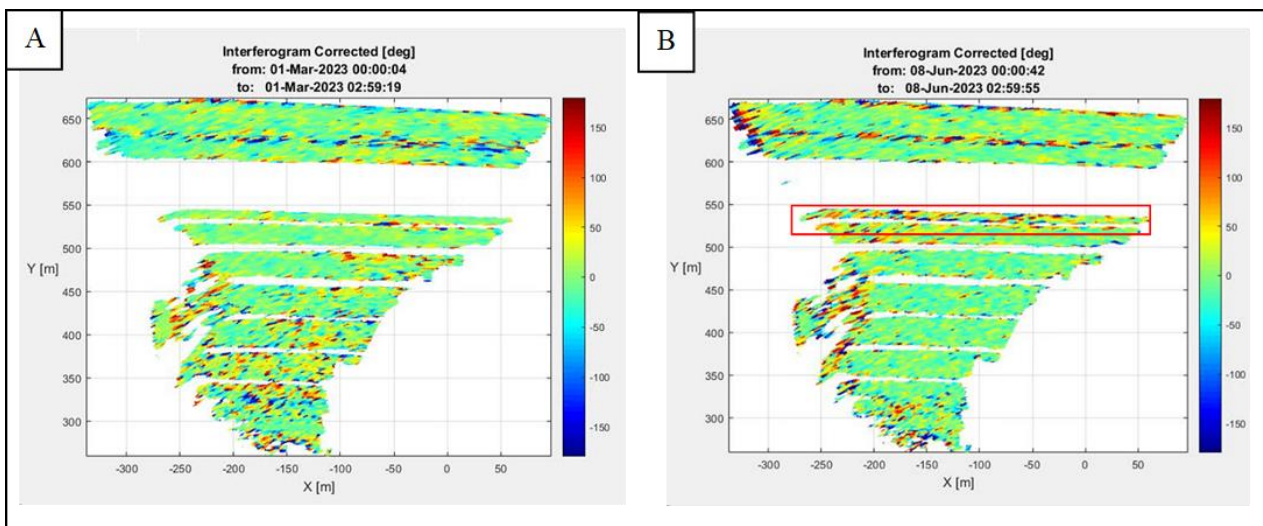 A
Interferogram Corrected [deg]
from: 01-Mar-2023 00:00:04
to: 01-Mar-2023 02:59:19
650
600
550
500
450
400
350
300
Y [m]
-300 -250 -200 -150 -100 -50 0 50
X [m]
150
100
50
0
-50
-100
-150
B
Interferogram Corrected [deg]
from: 08-Jun-2023 00:00:42
to: 08-Jun-2023 02:59:55
650
600
550
500
450
400
350
300
Y [m]
-300 -250 -200 -150 -100 -50 0 50
X [m]
150
100
50
0
-50
-100
-150